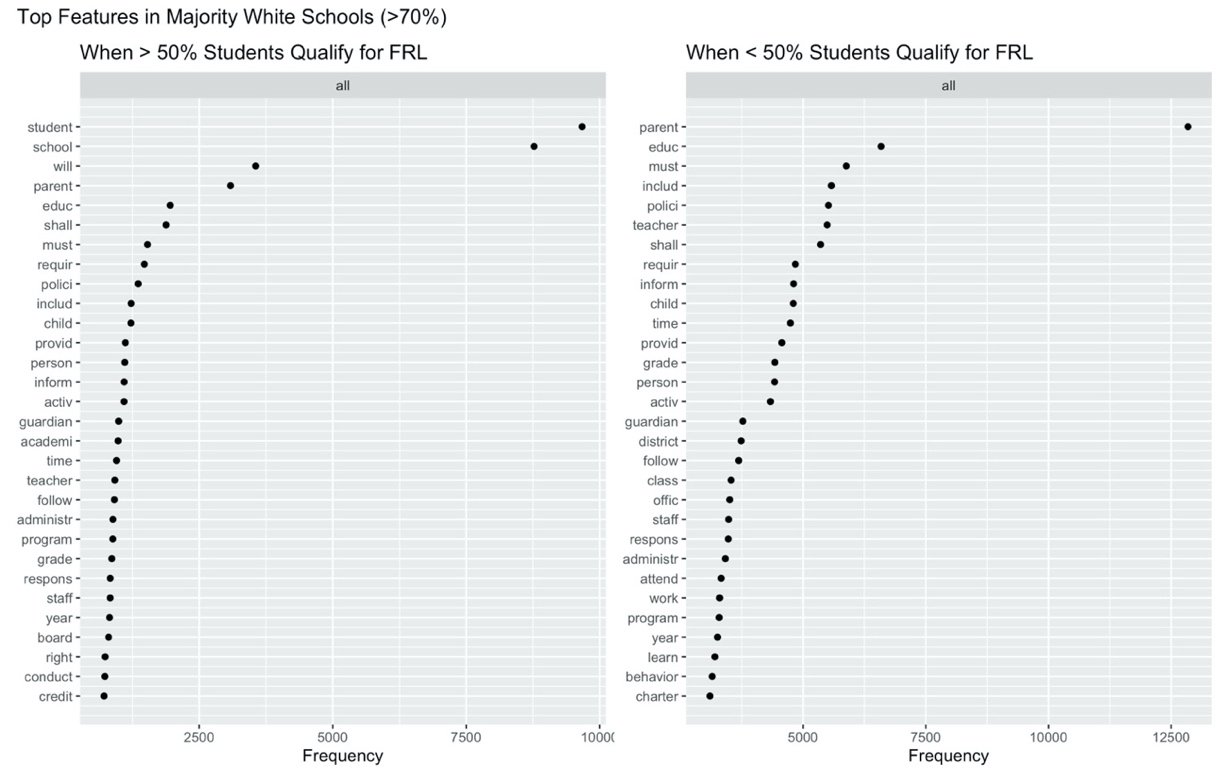 Top Features in Majority White Schools (>70%)
When > 50% Students Qualify for FRL
all
student
school
will
parent
educ
shall
must
requir
polici
includ
child
provid
person
inform
activ
guardian
academi
time
teacher
follow
administr
program
grade
respons
staff
year
board
right
conduct
credit
2500 5000 7500 1000
Frequency
When < 50% Students Qualify for FRL
all
parent
educ
must
includ
polici
teacher
shall
requir
inform
child
time
provid
grade
person
activ
guardian
district
follow
class
offic
staff
respons
administr
attend
work
program
year
learn
behavior
charter
5000 7500 10000 12500
Frequency